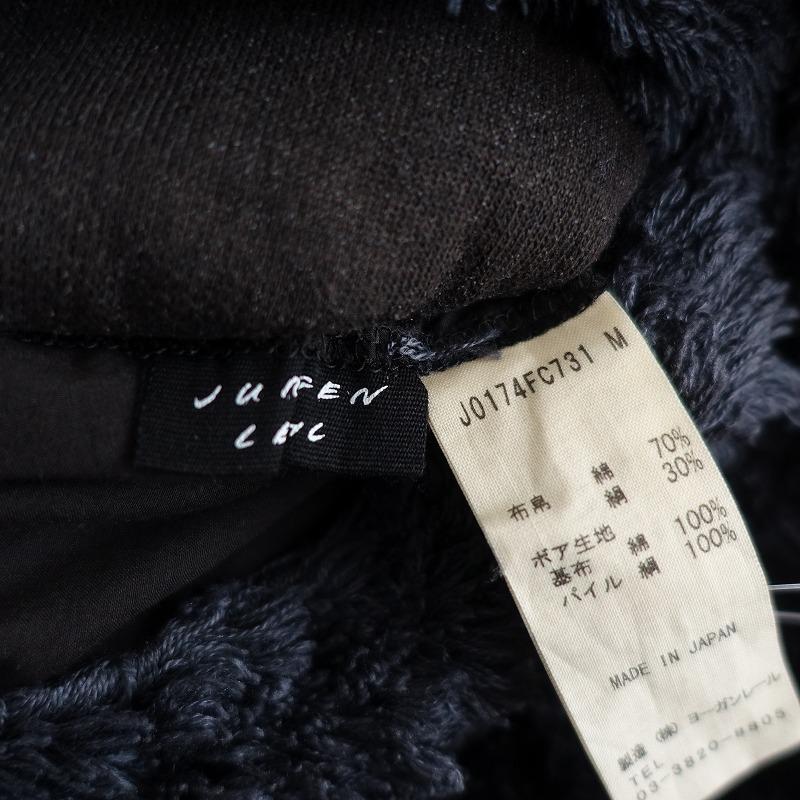 JURGEN
LEHL
J0174FC731 M
布帛 綿 70%
絹 30%
ボア生地
基布 綿 100%
パイル 絹 100%
MADE IN JAPAN
製造 (株) ヨーガンレール
TEL
03-3820-8805